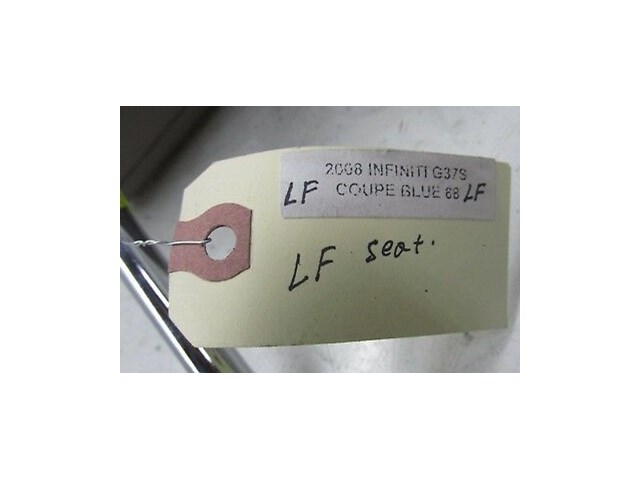 2008 INFINITI G37S
LF COUPE BLUE 88 LF
LF seat.